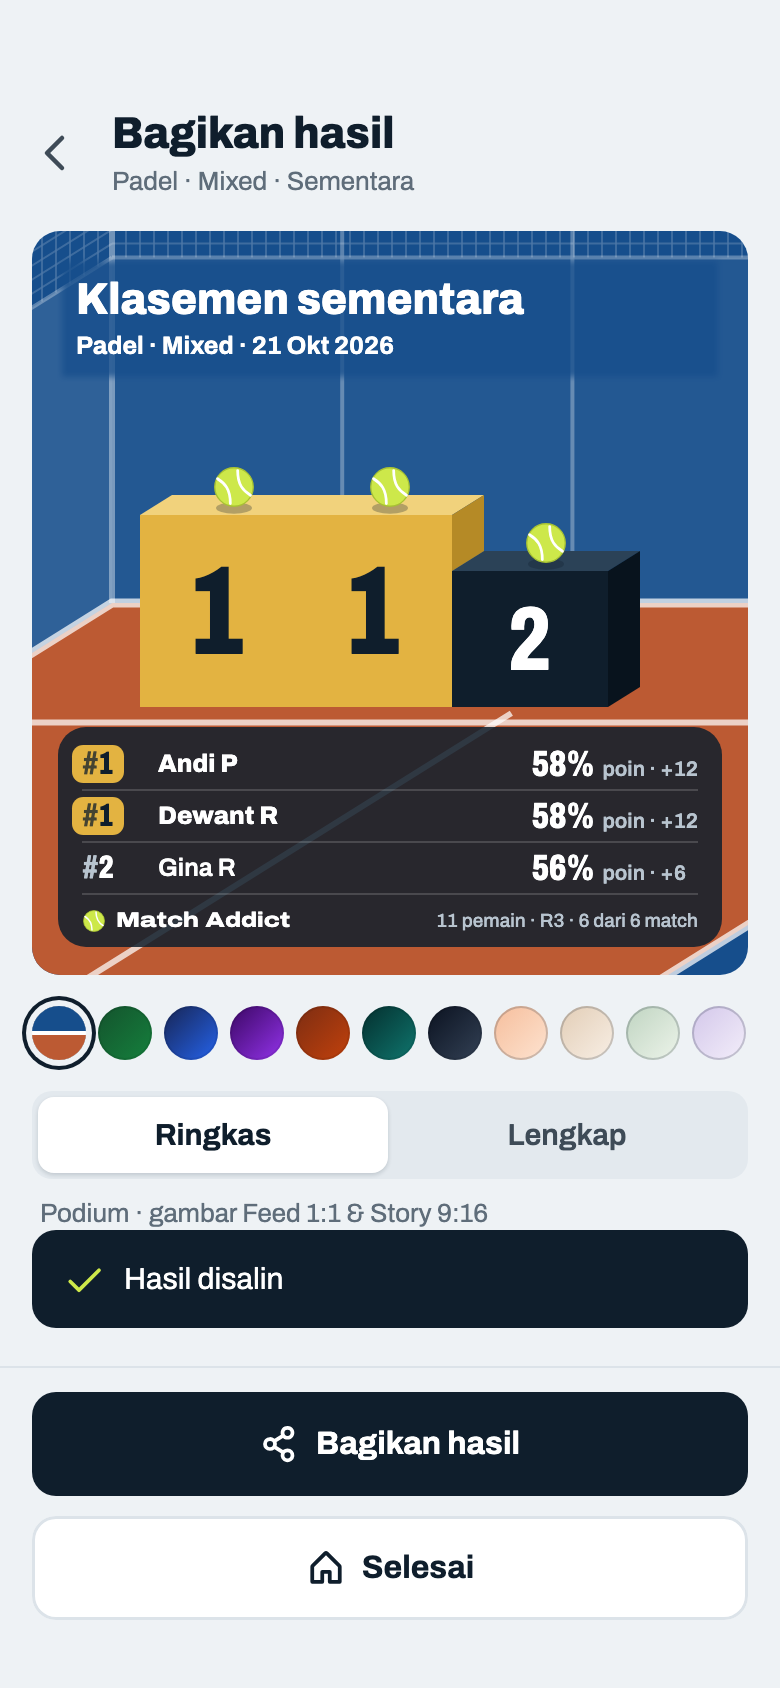 Bagikan hasil
Padel · Mixed · Sementara
Klasemen sementara
Padel · Mixed · 21 Okt 2026
1 1 2
#1 Andi P 58% poin · +12
#1 Dewant R 58% poin · +12
#2 Gina R 56% poin · +6
Match Addict 11 pemain · R3 · 6 dari 6 match
Ringkas Lengkap
Podium · gambar Feed 1:1 & Story 9:16
Hasil disalin
Bagikan hasil
Selesai